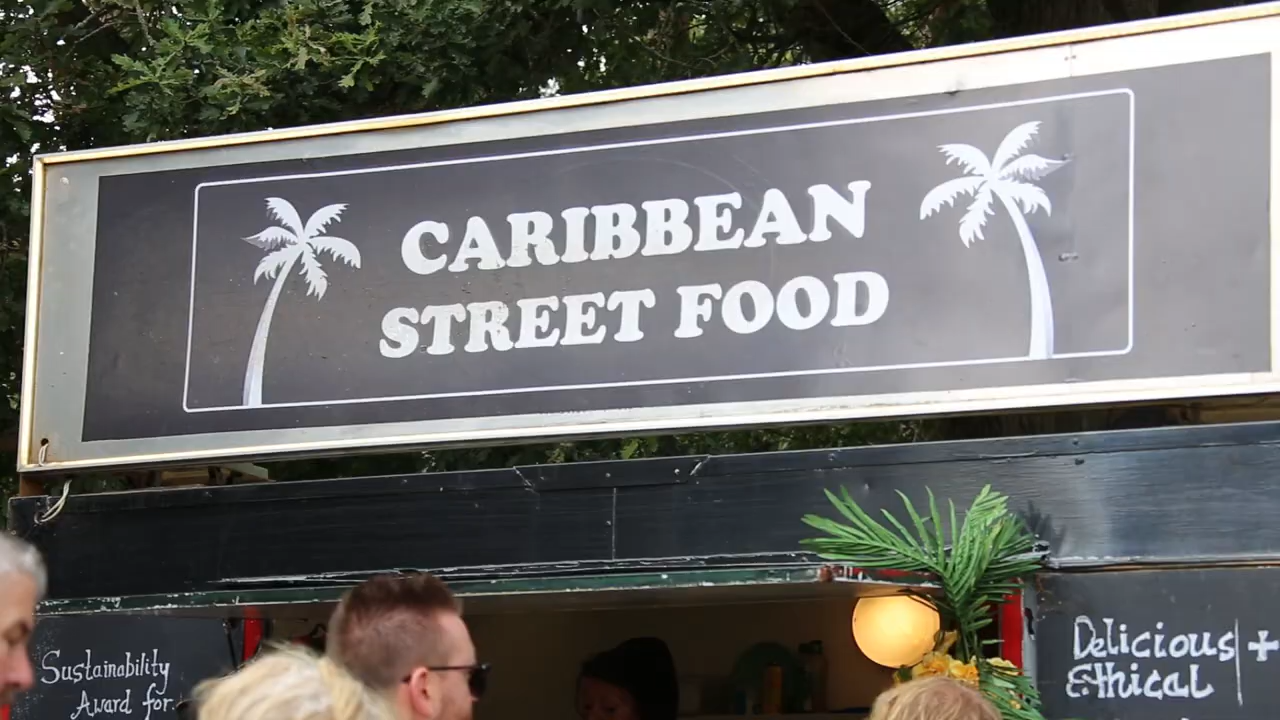 CARIBBEAN
STREET FOOD
Sustainability
Award for
Delicious +
Ethical